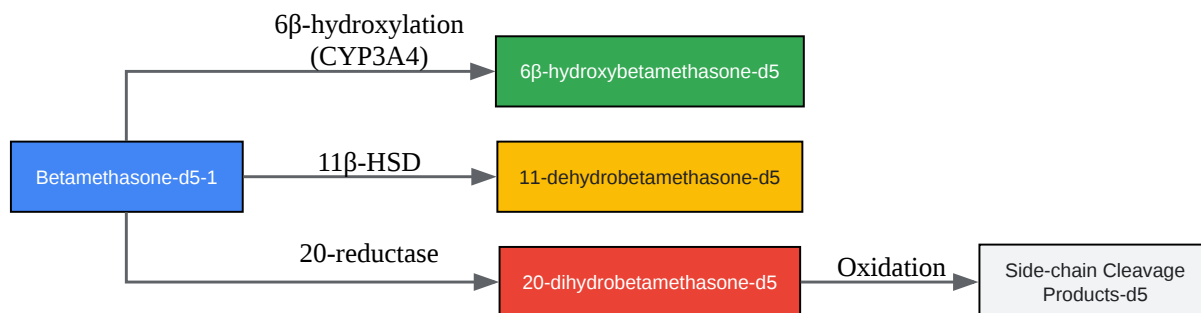 6β-hydroxylation
(CYP3A4)
6β-hydroxybetamethasone-d5
Betamethasone-d5-1
11β-HSD
11-dehydrobetamethasone-d5
20-reductase
20-dihydrobetamethasone-d5
Oxidation
Side-chain Cleavage
Products-d5